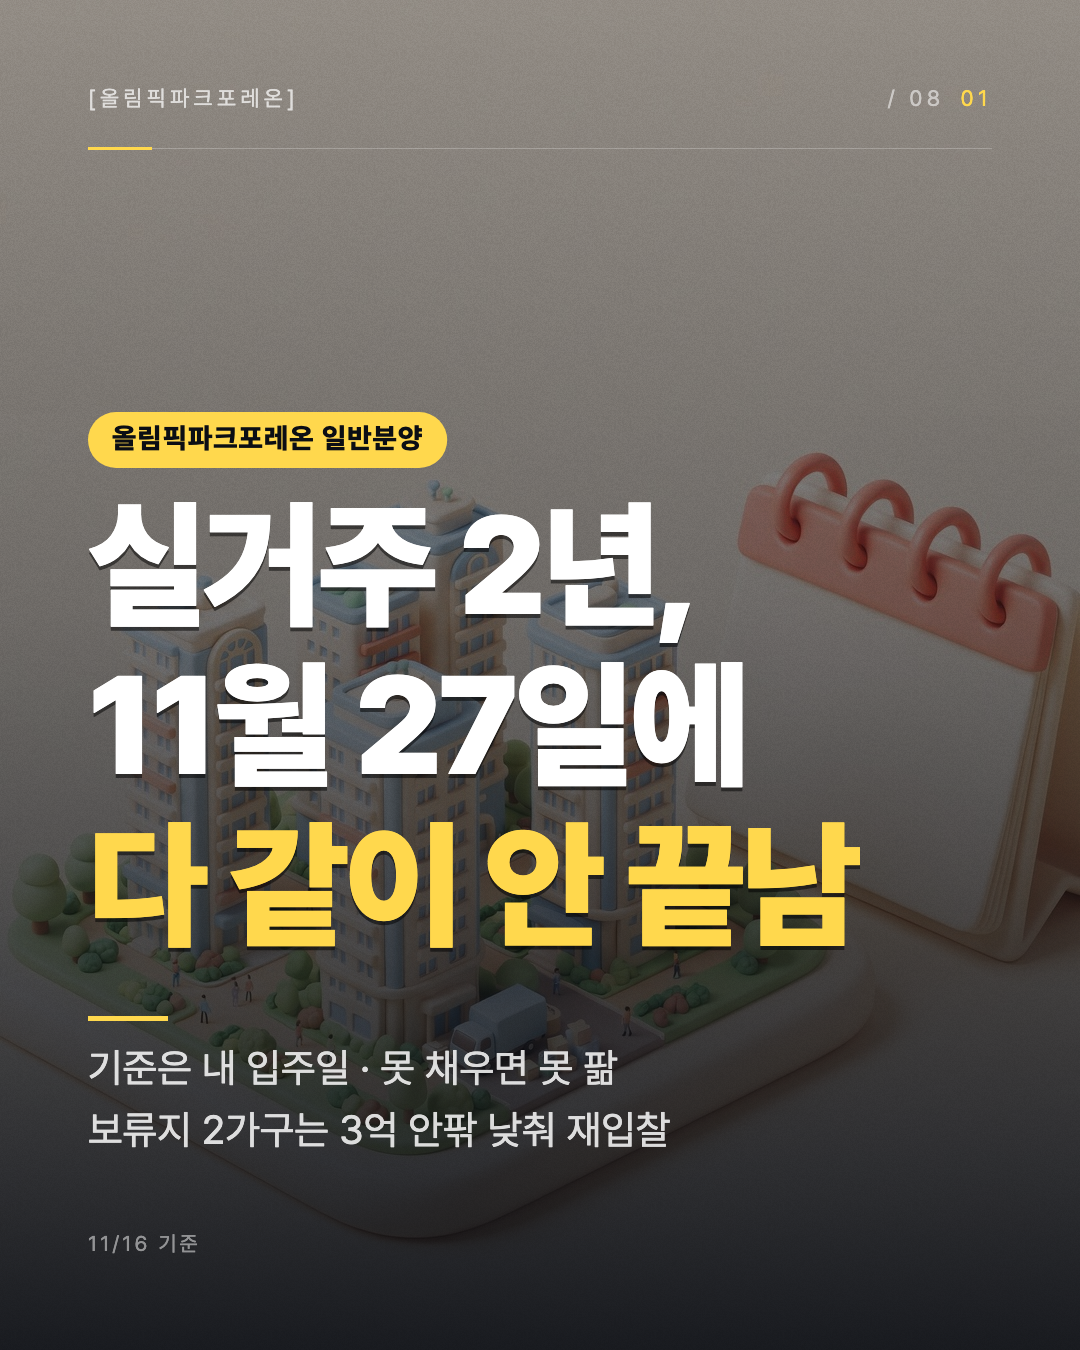 [올림픽파크포레온]
/ 08 01
올림픽파크포레온 일반분양
실거주 2년,
11월 27일에
다 같이 안 끝남
기준은 내 입주일 · 못 채우면 못 팖
보류지 2가구는 3억 안팎 낮춰 재입찰
11/16 기준